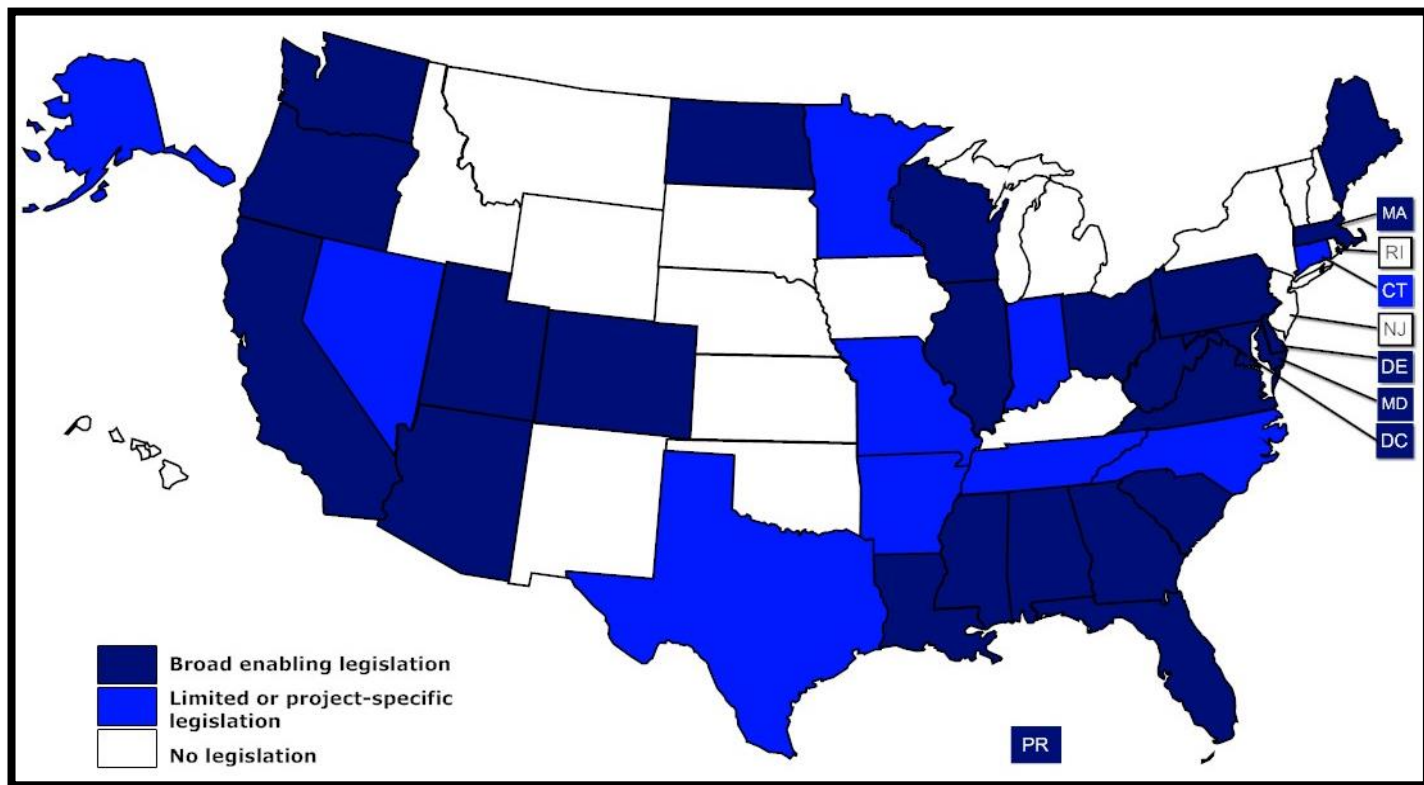 MA
RI
CT
NJ
DE
MD
DC
Broad enabling legislation
Limited or project-specific
legislation
No legislation
PR